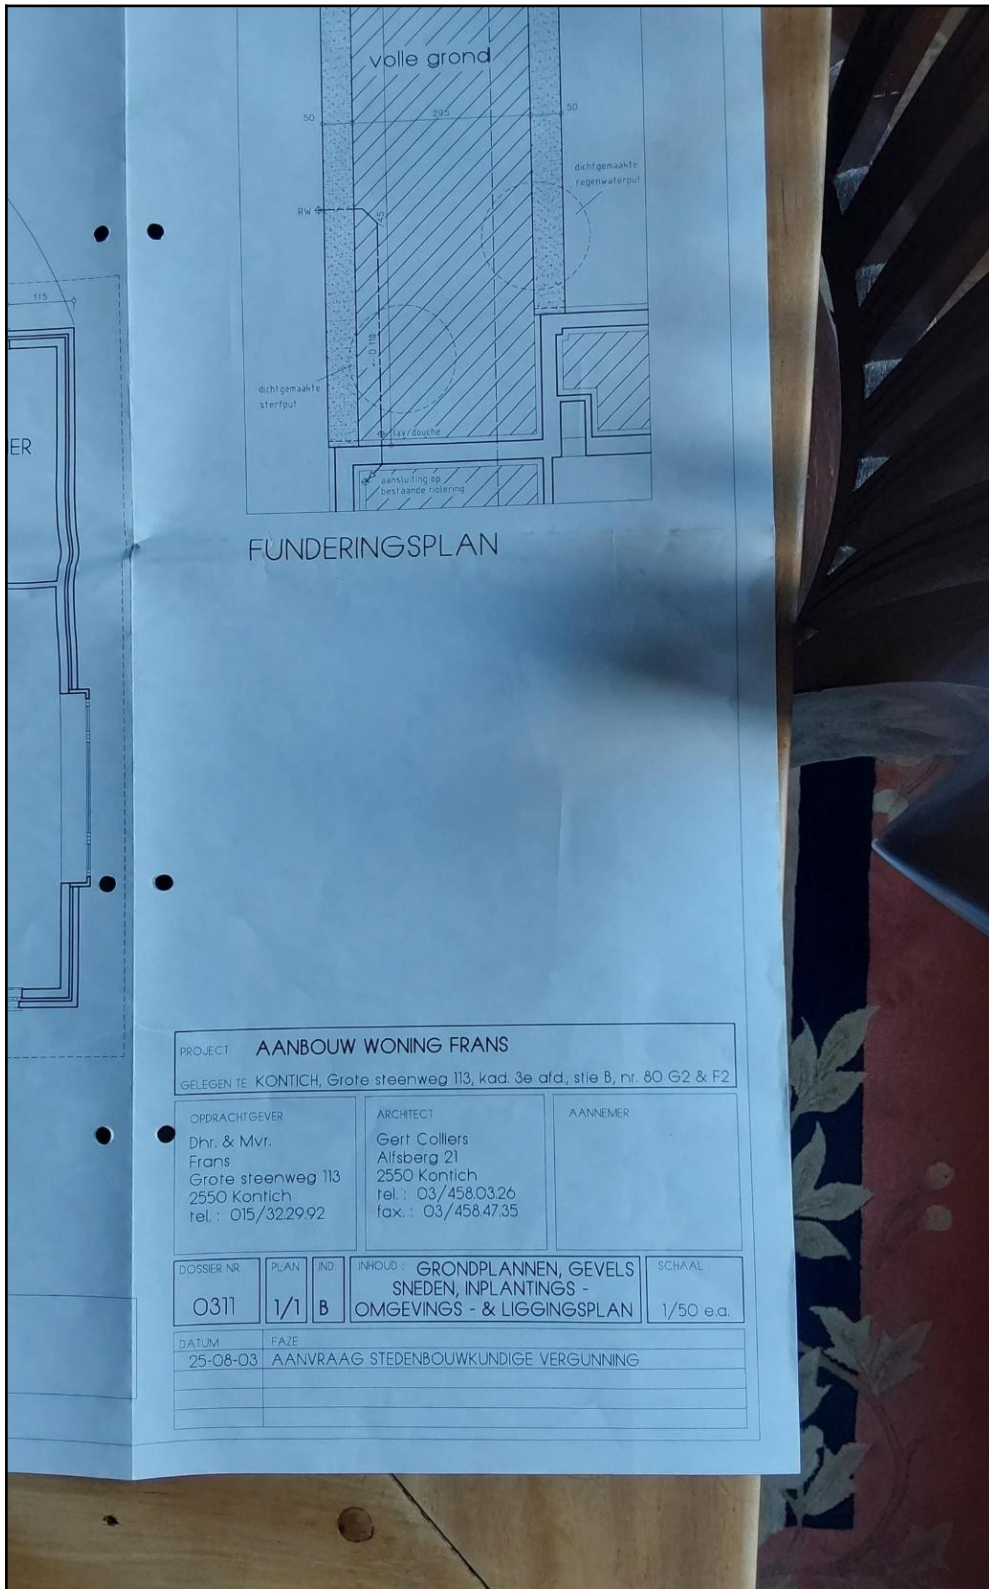 volle grond
50
295
50
dichtgemaakte
regenwaterput
RW
745
115
D 110
dichtgemaakte
sterfput
lav/douche
ER
aansluiting op
bestaande riolering
FUNDERINGSPLAN
PROJECT AANBOUW WONING FRANS
GELEGEN TE KONTICH, Grote steenweg 113, kad. 3e afd., stie B, nr. 80 G2 & F2
OPDRACHTGEVER
Dhr. & Mvr.
Frans
Grote steenweg 113
2550 Kontich
tel. : 015/32.29.92
ARCHITECT
Gert Colliers
Alfsberg 21
2550 Kontich
tel. : 03/458.03.26
fax. : 03/458.47.35
AANNEMER
DOSSIER NR
0311
PLAN
1/1
IND.
B
INHOUD : GRONDPLANNEN, GEVELS
SNEDEN, INPLANTINGS -
OMGEVINGS - & LIGGINGSPLAN
SCHAAL :
1/50 e.a.
DATUM FAZE
25-08-03 AANVRAAG STEDENBOUWKUNDIGE VERGUNNING